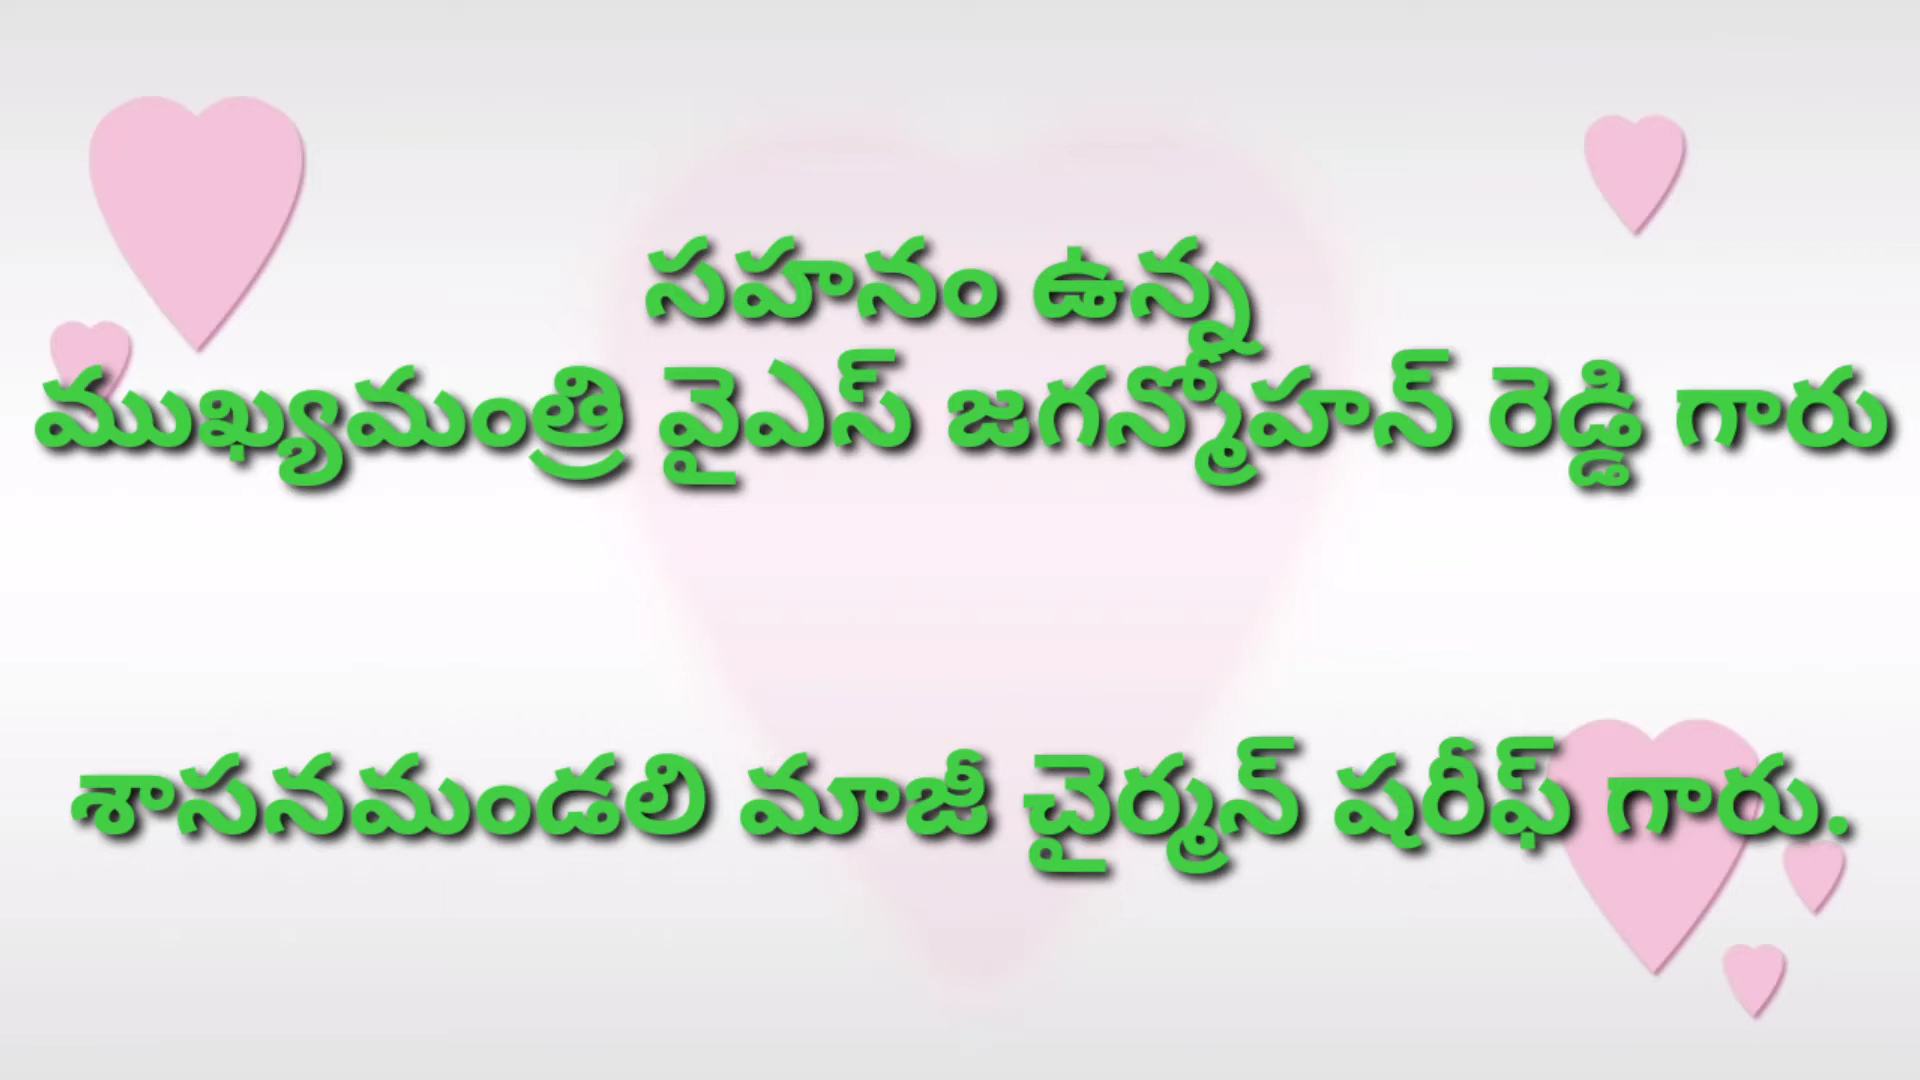 సహనం ఉన్న
ముఖ్యమంత్రి వైఎస్ జగన్మోహన్ రెడ్డి గారు
శాసనమండలి మాజీ చైర్మన్ షరీఫ్ గారు.